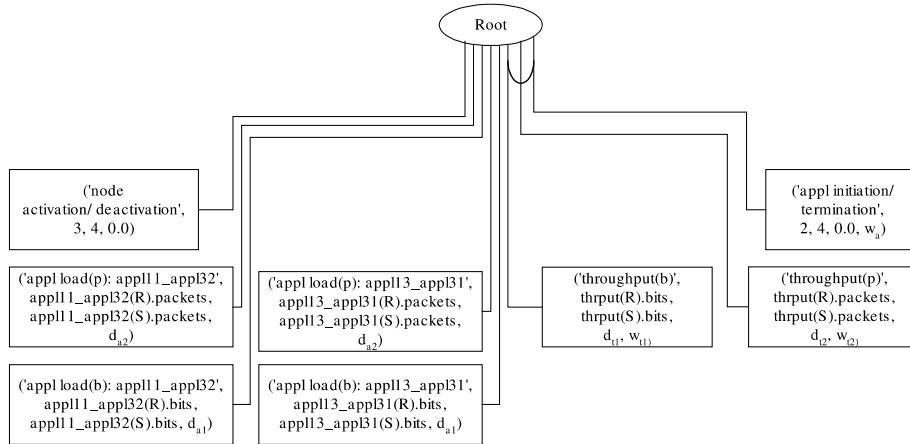 Root
('node
activation/ deactivation',
3, 4, 0.0)
('appl initiation/
termination',
2, 4, 0.0, wa)
('appl load(p): appl11_appl32',
appl11_appl32(R).packets,
appl11_appl32(S).packets,
da2)
('appl load(p): appl13_appl31',
appl13_appl31(R).packets,
appl13_appl31(S).packets,
da2)
('throughput(b)',
thrput(R).bits,
thrput(S).bits,
dt1, wt1)
('throughput(p)',
thrput(R).packets,
thrput(S).packets,
dt2, wt2)
('appl load(b): appl11_appl32',
appl11_appl32(R).bits,
appl11_appl32(S).bits, da1)
('appl load(b): appl13_appl31',
appl13_appl31(R).bits,
appl13_appl31(S).bits, da1)